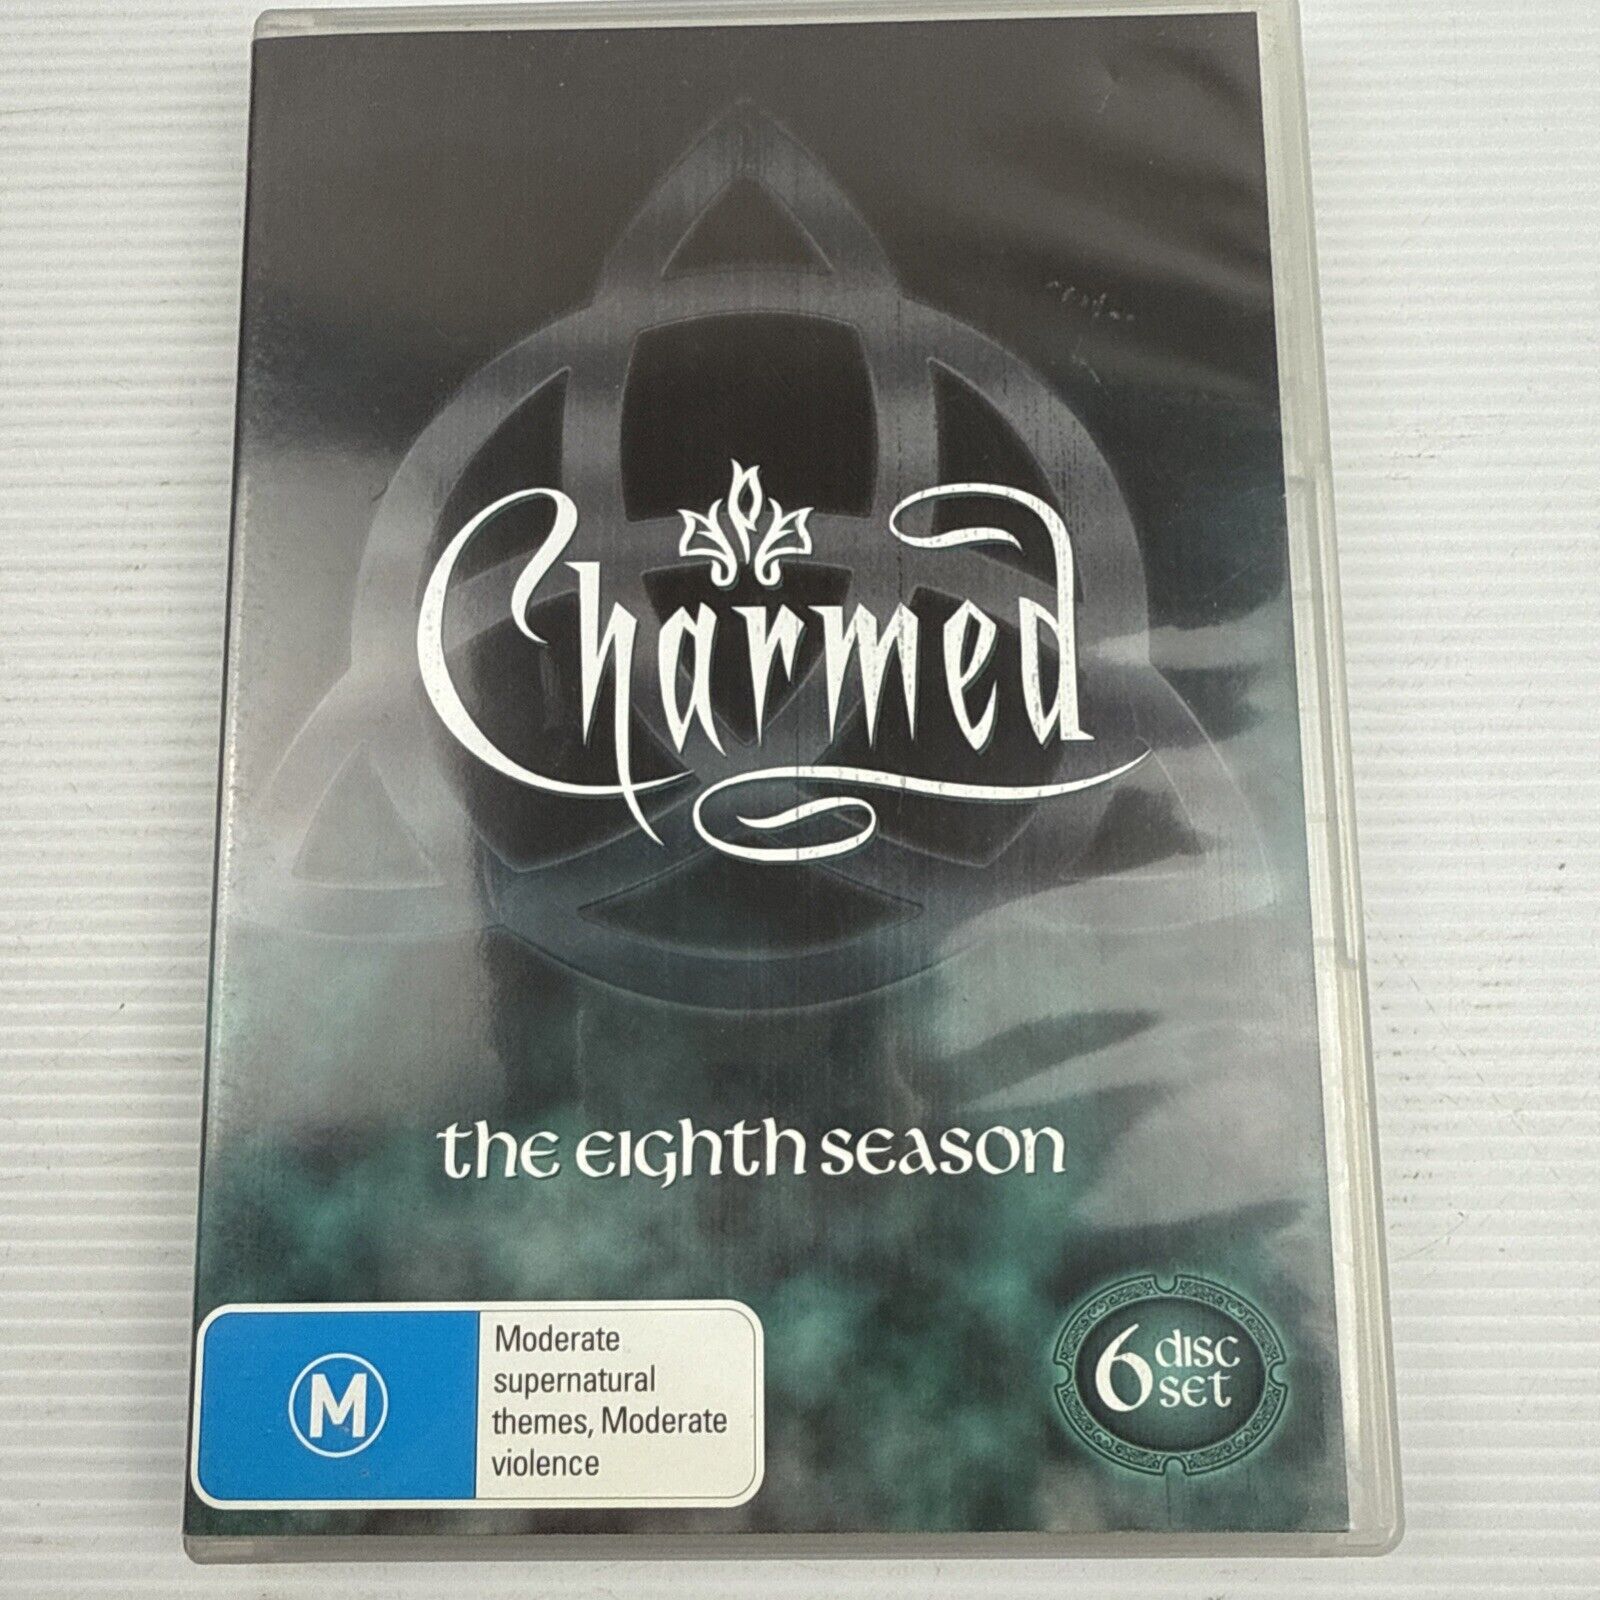 Charmed
the eighth season
M
Moderate
supernatural
themes, Moderate
violence
6 disc
set